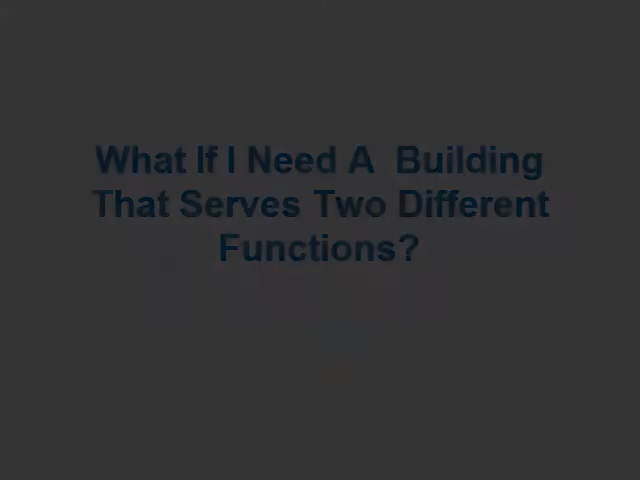 What If I Need A  Building
That Serves Two Different
Functions?